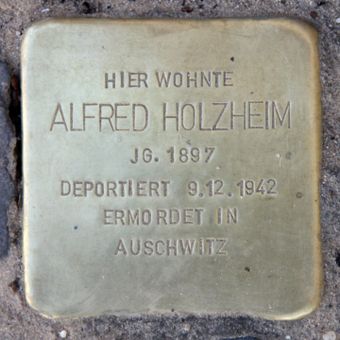 HIER WOHNTE
ALFRED HOLZHEIM
JG. 1897
DEPORTIERT 9.12.1942
ERMORDET IN
AUSCHWITZ